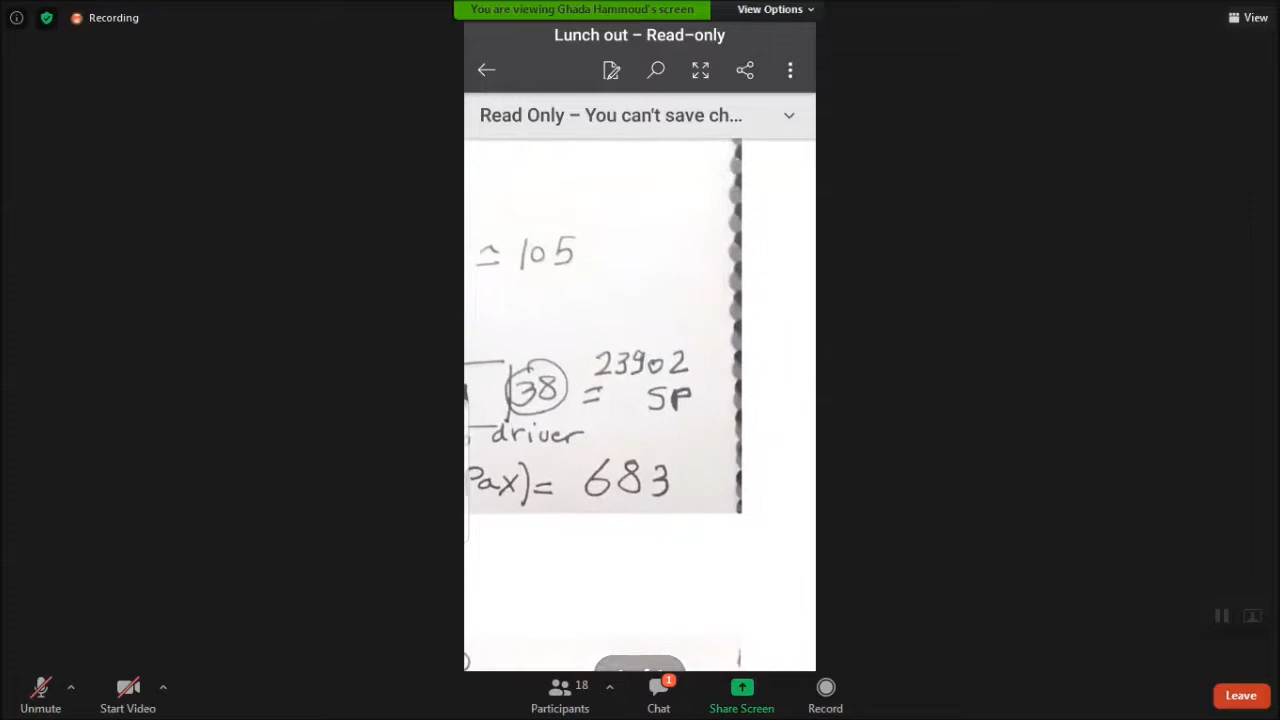 Recording
You are viewing Ghada Hammoud's screen
View Options
View
Lunch out – Read–only
Read Only – You can't save ch...
≃ 105
38 = 23902
SP
driver
Pax) = 683
Unmute
Start Video
18
Participants
1
Chat
Share Screen
Record
Leave